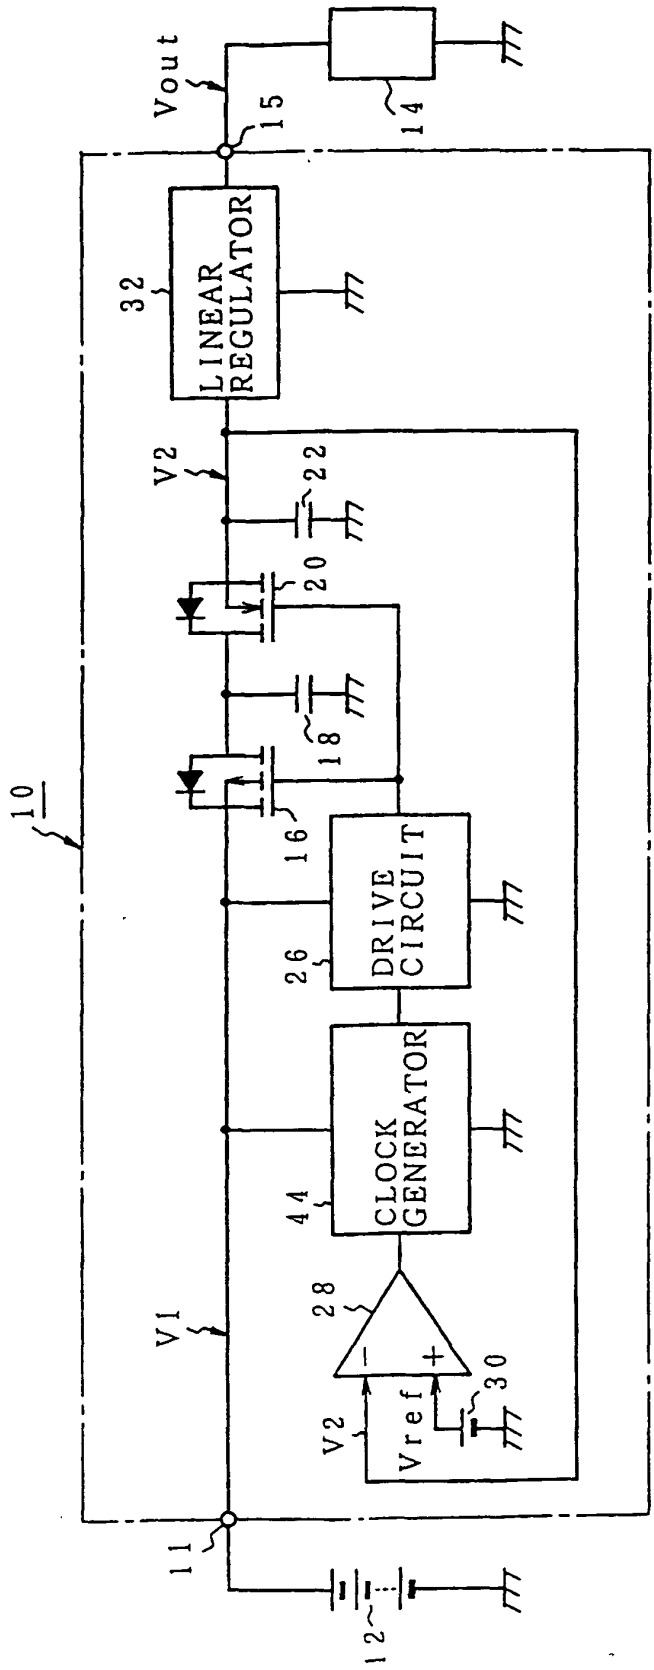 10
V1
V2
Vout
11
12
16
18
20
22
32
LINEAR
REGULATOR
15
14
V2
Vref
30
−
+
28
44
CLOCK
GENERATOR
26
DRIVE
CIRCUIT